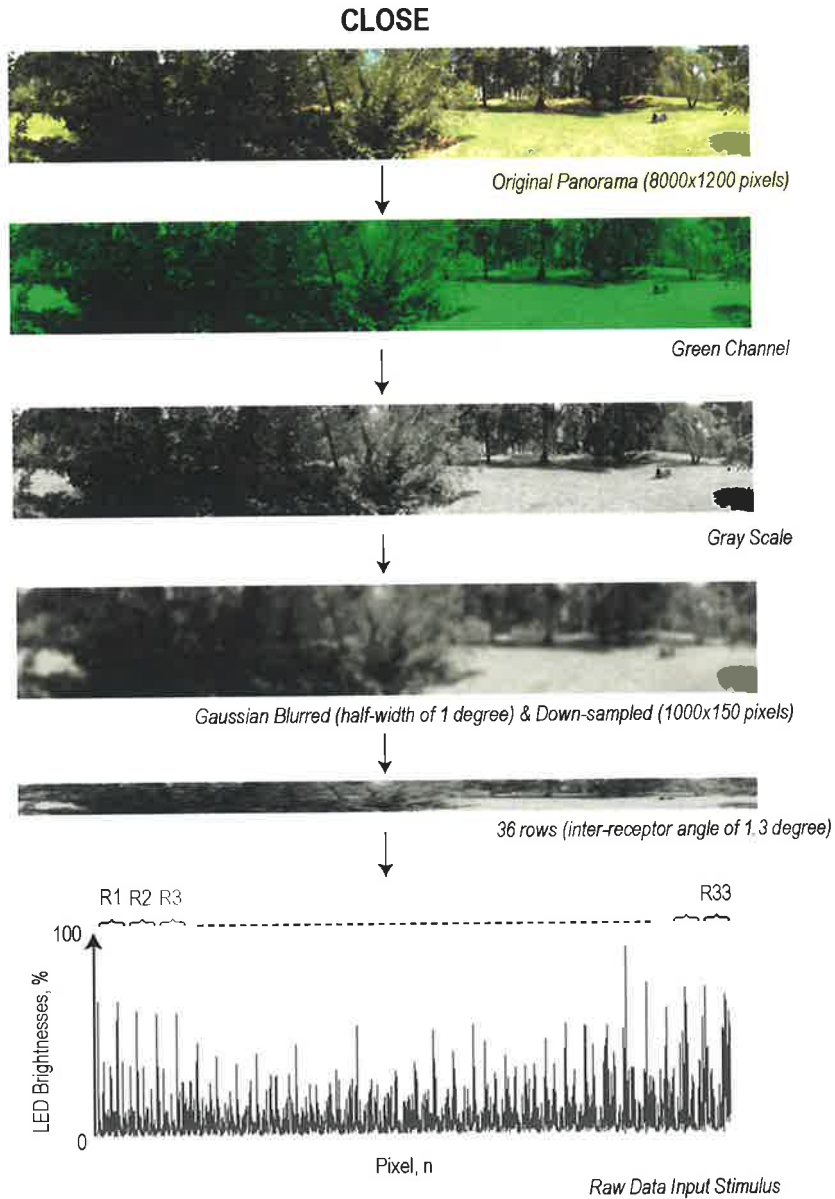 CLOSE
Original Panorama (8000x1200 pixels)
Green Channel
Gray Scale
Gaussian Blurred (half-width of 1 degree) & Down-sampled (1000x150 pixels)
36 rows (inter-receptor angle of 1.3 degree)
R1 R2 R3 R33
100
LED Brightnesses, %
0
Pixel, n
Raw Data Input Stimulus